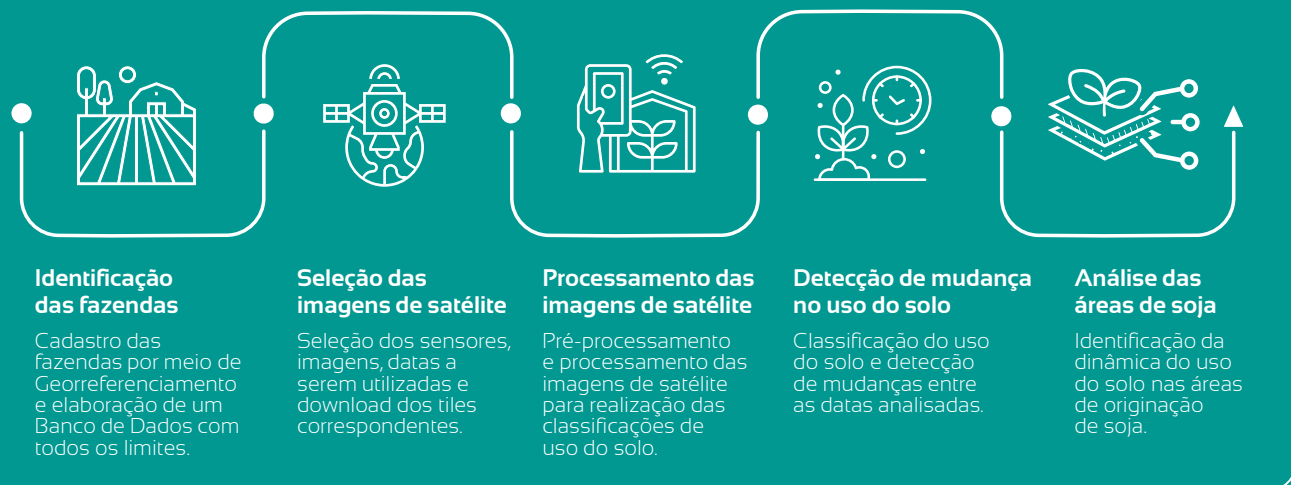 Identificação
das fazendas
Cadastro das
fazendas por meio de
Georreferenciamento
e elaboração de um
Banco de Dados com
todos os limites.
Seleção das
imagens de satélite
Seleção dos sensores,
imagens, datas a
serem utilizadas e
download dos tiles
correspondentes.
Processamento das
imagens de satélite
Pré-processamento
e processamento das
imagens de satélite
para realização das
classificações de
uso do solo.
Detecção de mudança
no uso do solo
Classificação do uso
do solo e detecção
de mudanças entre
as datas analisadas.
Análise das
áreas de soja
Identificação da
dinâmica do uso
do solo nas áreas
de originação
de soja.